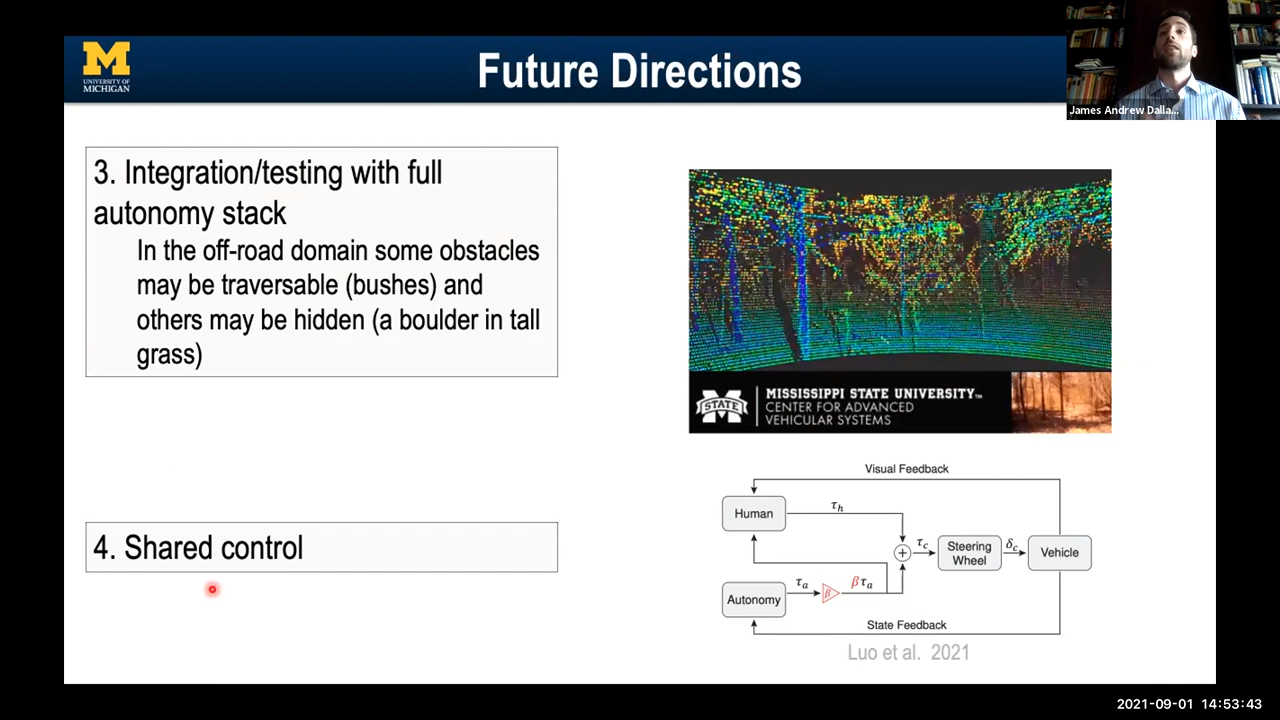 M
UNIVERSITY OF
MICHIGAN
Future Directions
James Andrew Dalla...
3. Integration/testing with full
autonomy stack
In the off-road domain some obstacles
may be traversable (bushes) and
others may be hidden (a boulder in tall
grass)
STATE
MISSISSIPPI STATE UNIVERSITY™
CENTER FOR ADVANCED
VEHICULAR SYSTEMS
4. Shared control
Visual Feedback
Human
τh
τc
Steering
Wheel
δc
Vehicle
+
Autonomy
τa
β
βτa
State Feedback
Luo et al. 2021
2021-09-01 14:53:43